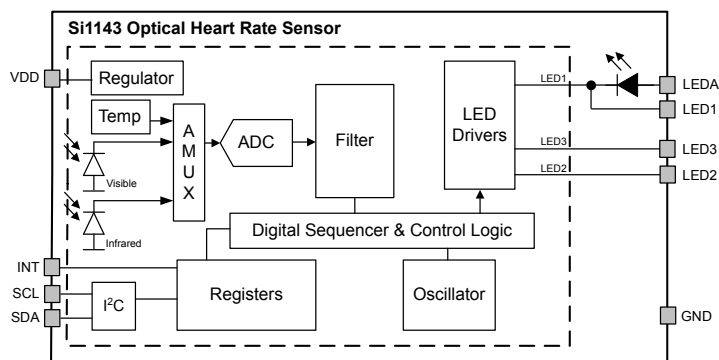 Si1143 Optical Heart Rate Sensor
VDD
Regulator
Temp
A
M
U
X
ADC
Filter
LED
Drivers
LED1
LEDA
LED1
LED3
LED3
LED2
LED2
Visible
Infrared
Digital Sequencer & Control Logic
INT
SCL
SDA
I²C
Registers
Oscillator
GND